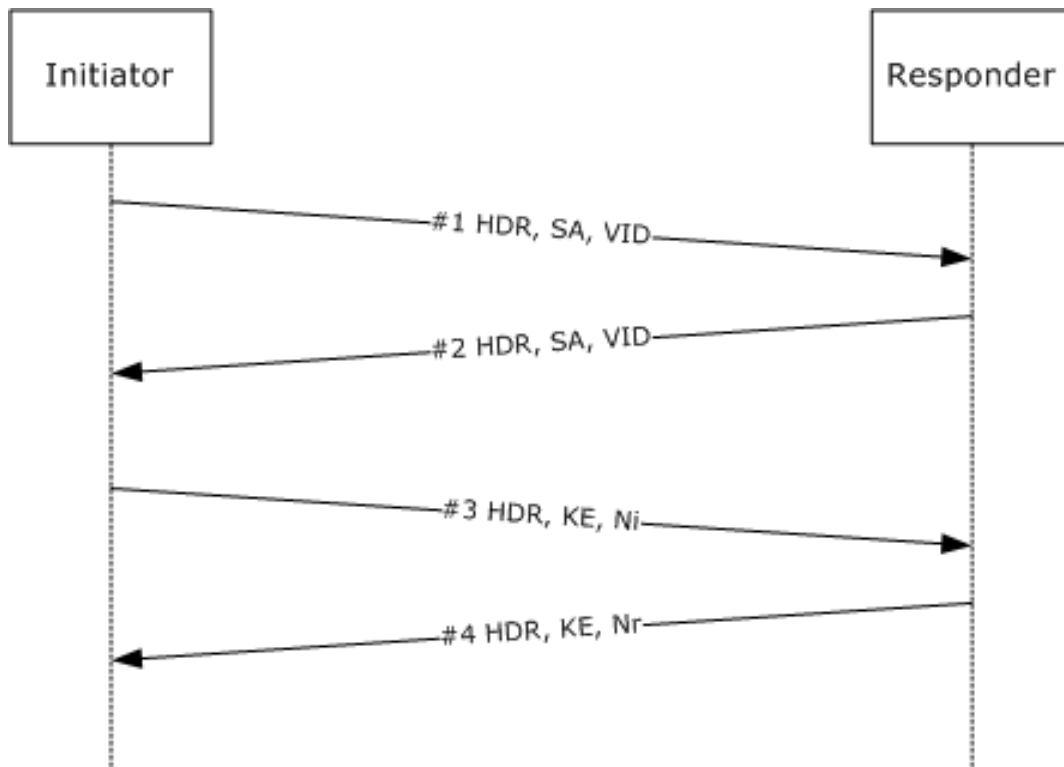 Initiator
Responder
#1 HDR, SA, VID
#2 HDR, SA, VID
#3 HDR, KE, Ni
#4 HDR, KE, Nr